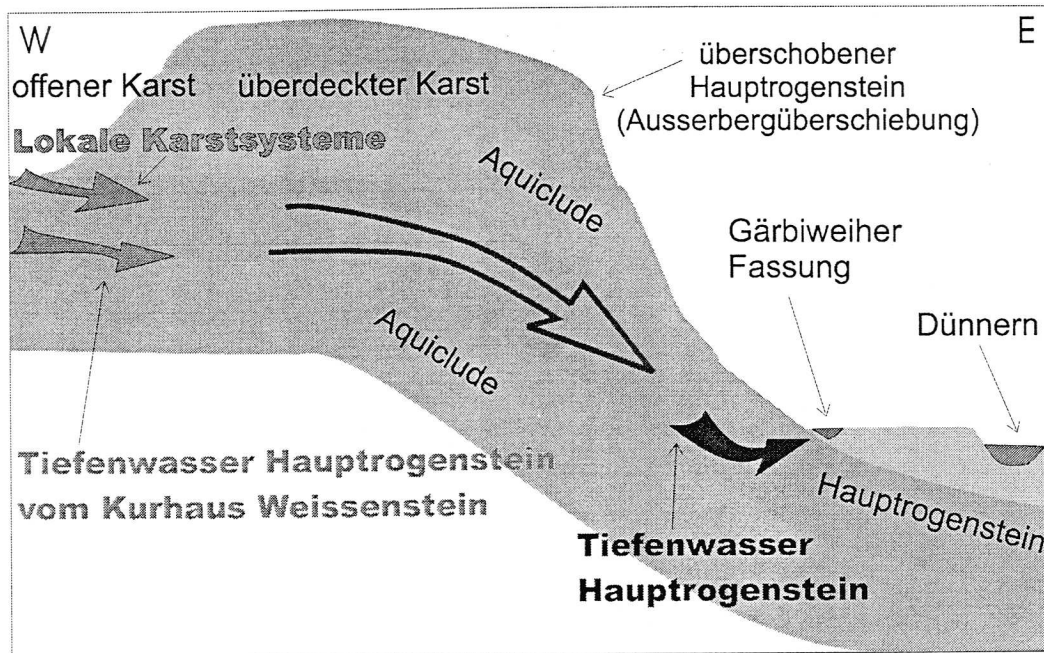 W
E
offener Karst
überdeckter Karst
überschobener
Hauptrogenstein
(Ausserbergüberschiebung)
Lokale Karstsysteme
Aquiclude
Gärbiweiher
Fassung
Dünnern
Aquiclude
Tiefenwasser Hauptrogenstein
vom Kurhaus Weissenstein
Hauptrogenstein
Tiefenwasser
Hauptrogenstein